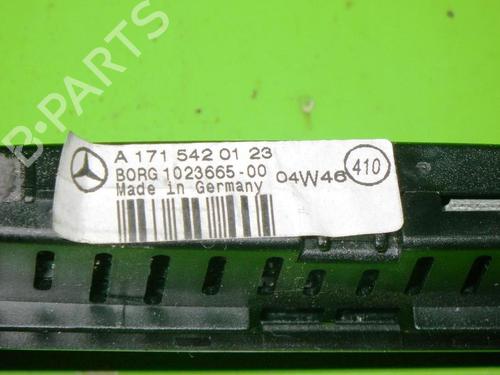 B-PARTS
A 171 542 01 23
BORG 1023665-00 04W46 410
Made in Germany